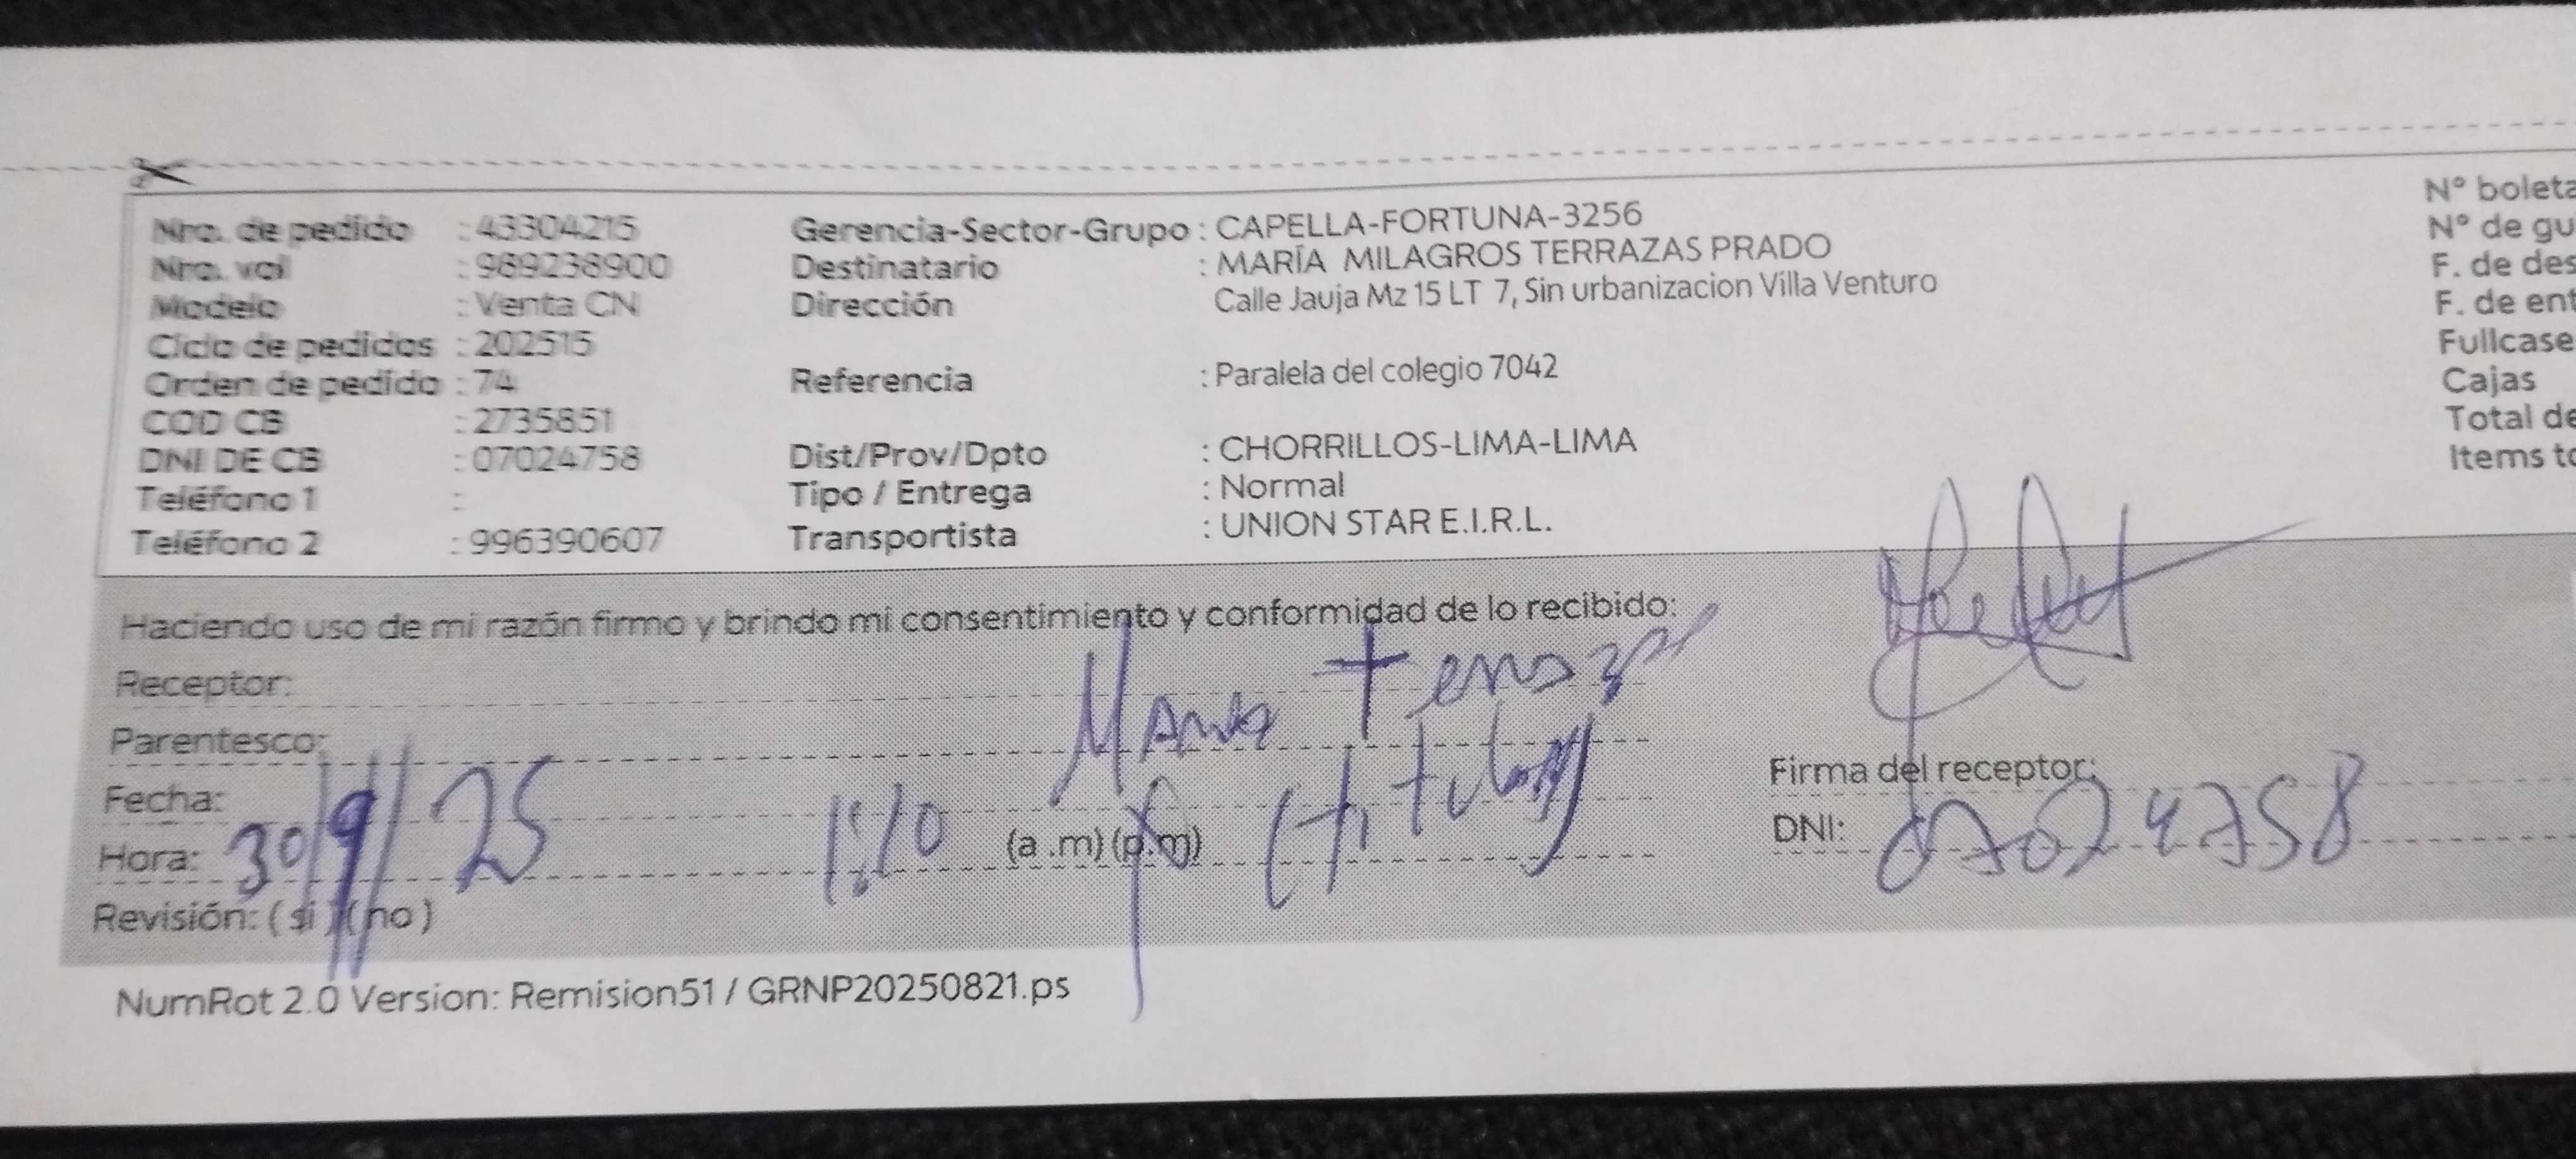 Nro. de pedido : 43304215 Gerencia-Sector-Grupo : CAPELLA-FORTUNA-3256 N° boleta
Nro. val : 989238900 Destinatario : MARÍA MILAGROS TERRAZAS PRADO N° de gu
Modelo : Venta CN Dirección Calle Jauja Mz 15 LT 7, Sin urbanizacion Villa Venturo F. de des
Ciclo de pedidos : 202515 F. de ent
Orden de pedido : 74 Referencia : Paralela del colegio 7042 Fullcase
COD CB : 2735851 Cajas
DNI DE CB : 07024758 Dist/Prov/Dpto : CHORRILLOS-LIMA-LIMA Total de
Teléfono 1 : Tipo / Entrega : Normal Items to
Teléfono 2 : 996390607 Transportista : UNION STAR E.I.R.L.
Haciendo uso de mi razón firmo y brindo mi consentimiento y conformidad de lo recibido:
Receptor:
Parentesco:
Fecha: Firma del receptor:
Hora: 30/9/25 1:10 (a .m) (p.m) DNI: 07024758
Revisión: ( si ) ( no )
NumRot 2.0 Version: Remision51 / GRNP20250821.ps